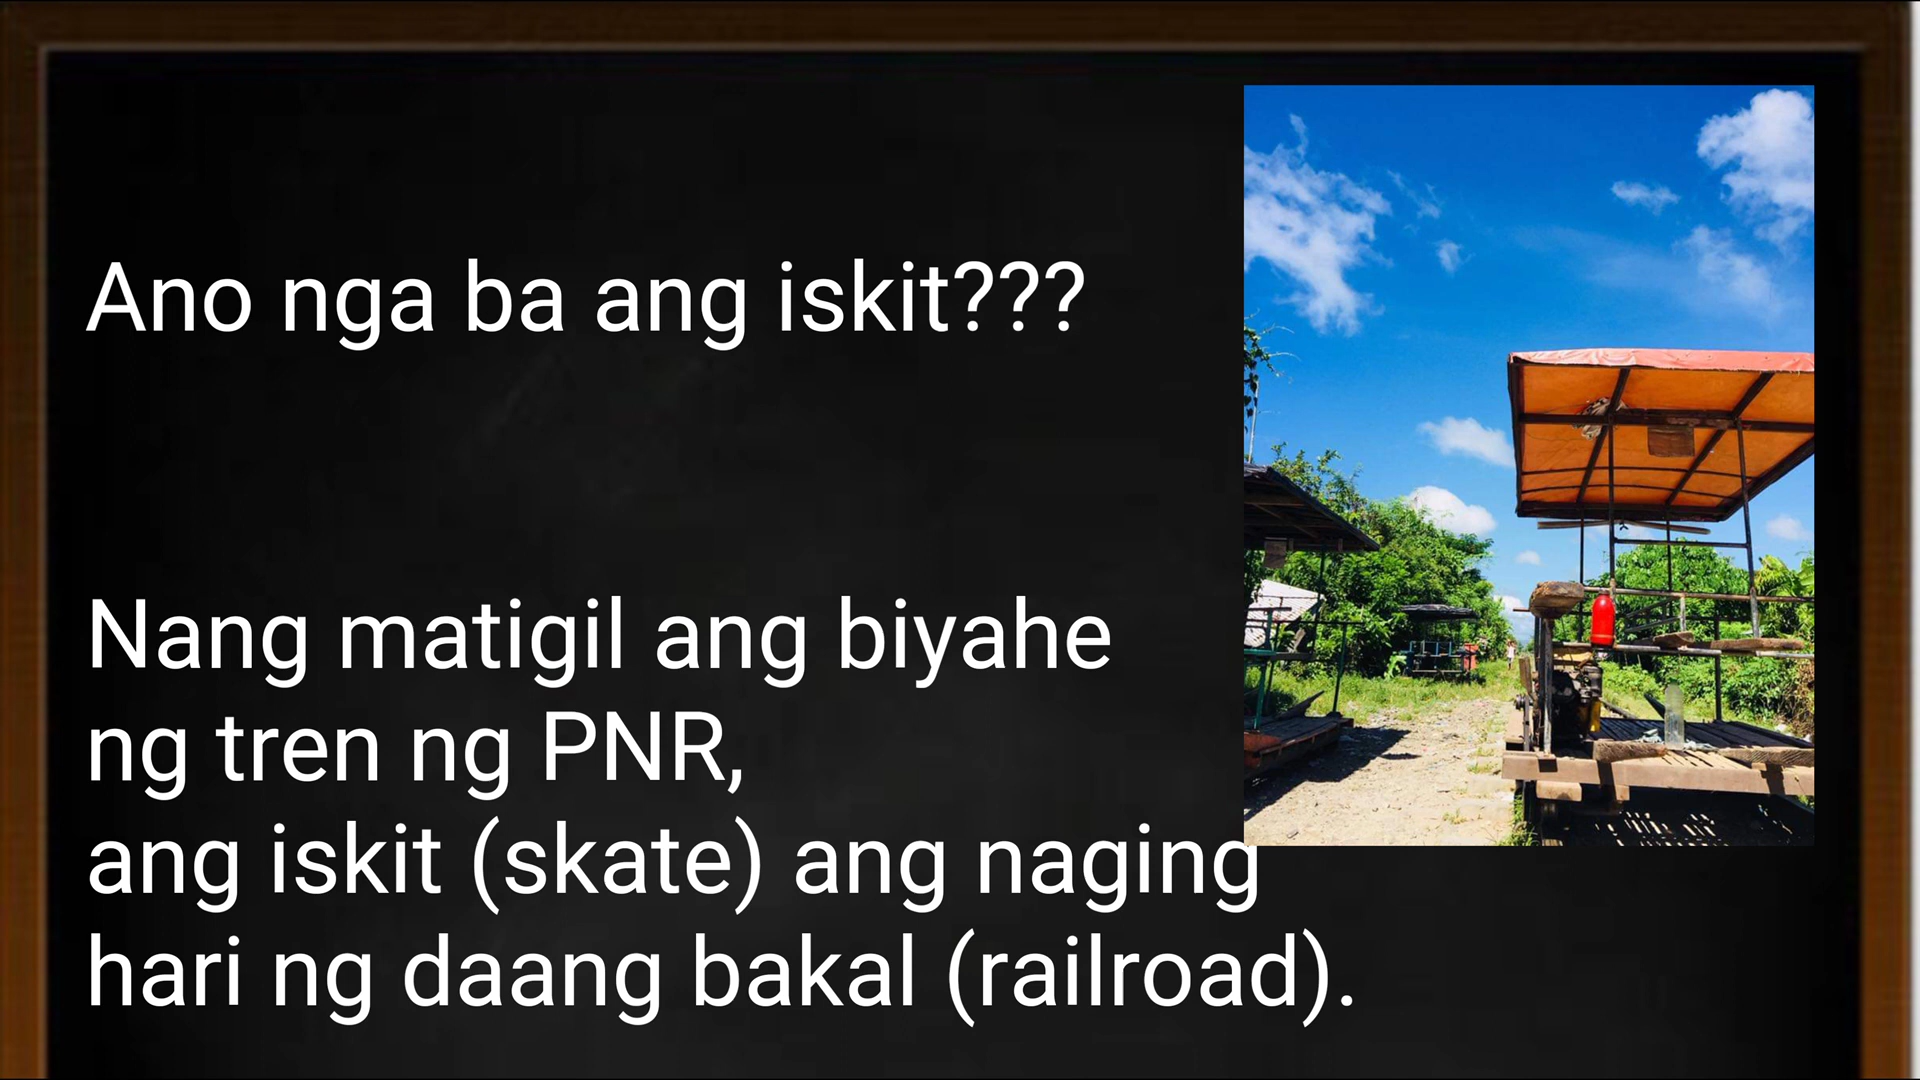 Ano nga ba ang iskit???
Nang matigil ang biyahe
ng tren ng PNR,
ang iskit (skate) ang naging
hari ng daang bakal (railroad).